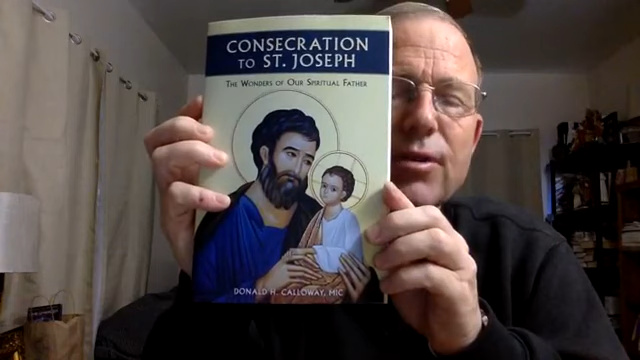 CONSECRATION
TO ST. JOSEPH
THE WONDERS OF OUR SPIRITUAL FATHER
DONALD H. CALLOWAY, MIC